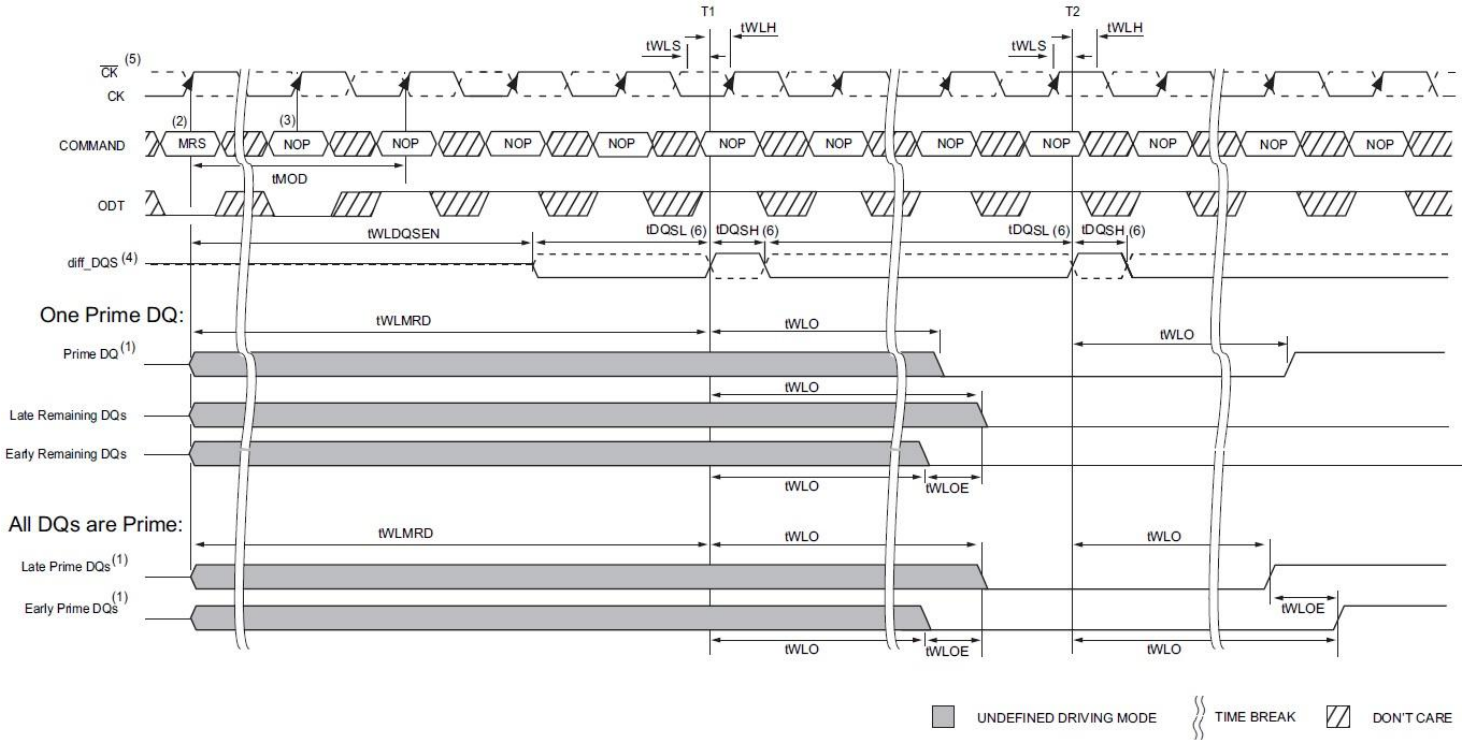 T1 T2
tWLH tWLH
tWLS tWLS
CK (5)
CK
(2) (3)
COMMAND MRS NOP NOP NOP NOP NOP NOP NOP NOP NOP NOP NOP
tMOD
ODT
tWLDQSEN tDQSL (6) tDQSH (6) tDQSL (6) tDQSH (6)
diff_DQS (4)
One Prime DQ:
tWLMRD tWLO tWLO
Prime DQ (1)
tWLO
Late Remaining DQs
Early Remaining DQs
tWLO tWLOE
All DQs are Prime:
tWLMRD tWLO tWLO
Late Prime DQs (1)
Early Prime DQs (1)
tWLOE
tWLO tWLOE tWLO
UNDEFINED DRIVING MODE TIME BREAK DON'T CARE